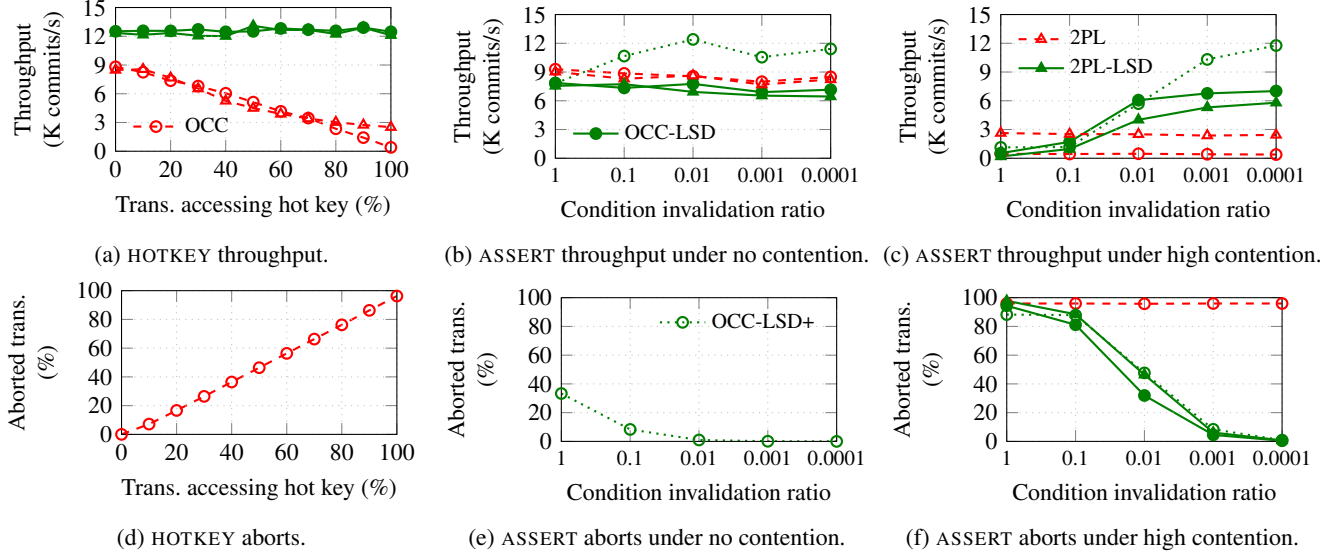 Throughput
(K commits/s)
15
12
9
6
3
0
OCC
0 20 40 60 80 100
Trans. accessing hot key (%)
(a) HOTKEY throughput.
Throughput
(K commits/s)
15
12
9
6
3
0
OCC-LSD
1 0.1 0.01 0.001 0.0001
Condition invalidation ratio
(b) ASSERT throughput under no contention.
Throughput
(K commits/s)
15
12
9
6
3
0
2PL
2PL-LSD
1 0.1 0.01 0.001 0.0001
Condition invalidation ratio
(c) ASSERT throughput under high contention.
Aborted trans.
(%)
100
80
60
40
20
0
0 20 40 60 80 100
Trans. accessing hot key (%)
(d) HOTKEY aborts.
Aborted trans.
(%)
100
80
60
40
20
0
OCC-LSD+
1 0.1 0.01 0.001 0.0001
Condition invalidation ratio
(e) ASSERT aborts under no contention.
Aborted trans.
(%)
100
80
60
40
20
0
1 0.1 0.01 0.001 0.0001
Condition invalidation ratio
(f) ASSERT aborts under high contention.